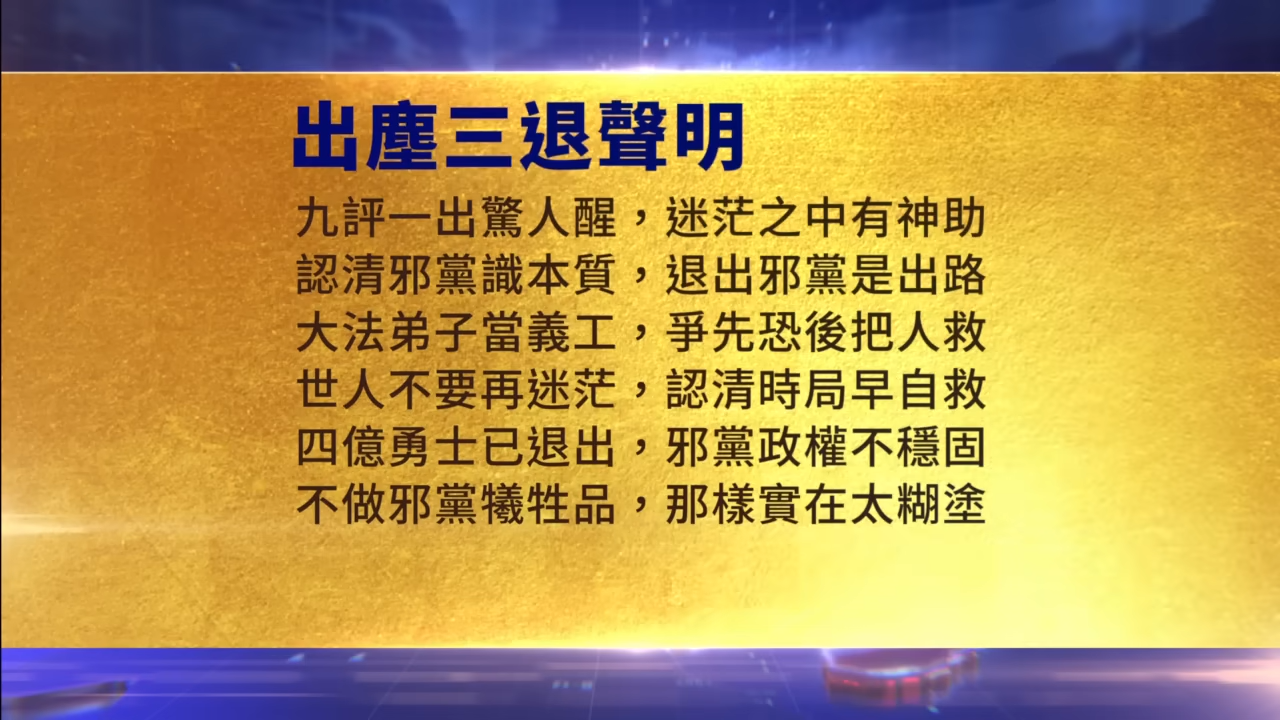 出塵三退聲明
九評一出驚人醒，迷茫之中有神助
認清邪黨識本質，退出邪黨是出路
大法弟子當義工，爭先恐後把人救
世人不要再迷茫，認清時局早自救
四億勇士已退出，邪黨政權不穩固
不做邪黨犧牲品，那樣實在太糊塗